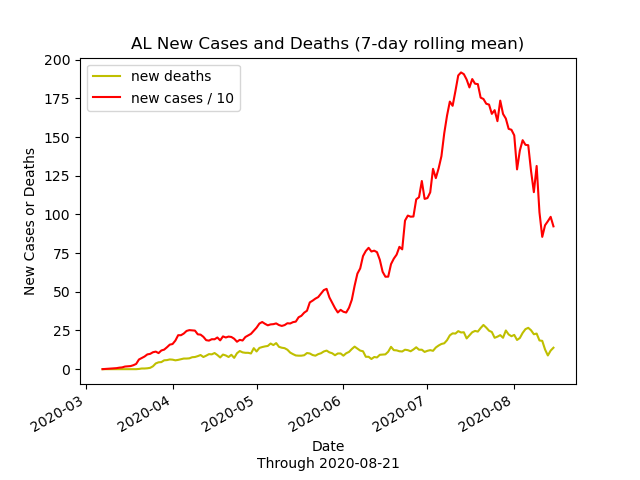 AL New Cases and Deaths (7-day rolling mean)
new deaths
new cases / 10
200
175
150
125
100
75
50
25
0
New Cases or Deaths
2020-03
2020-04
2020-05
2020-06
2020-07
2020-08
Date
Through 2020-08-21